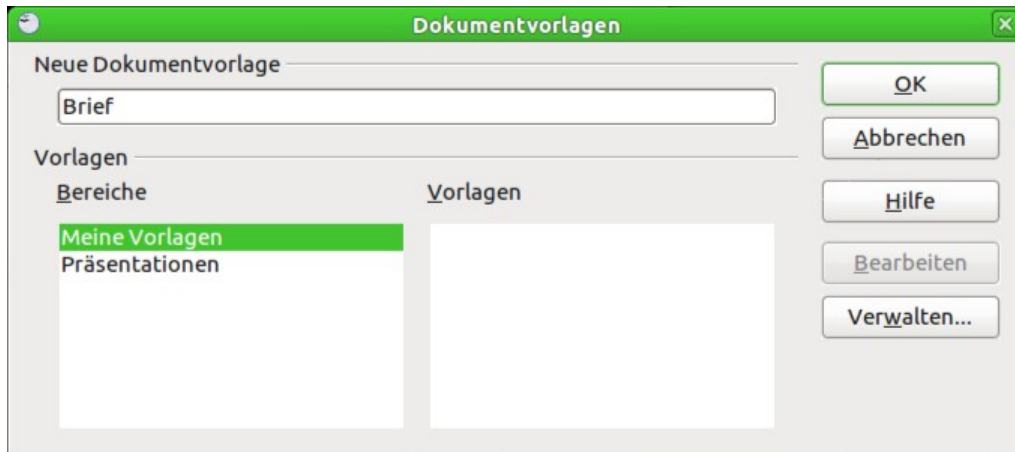 Dokumentvorlagen
Neue Dokumentvorlage
Brief
Vorlagen
Bereiche
Vorlagen
Meine Vorlagen
Präsentationen
OK
Abbrechen
Hilfe
Bearbeiten
Verwalten...